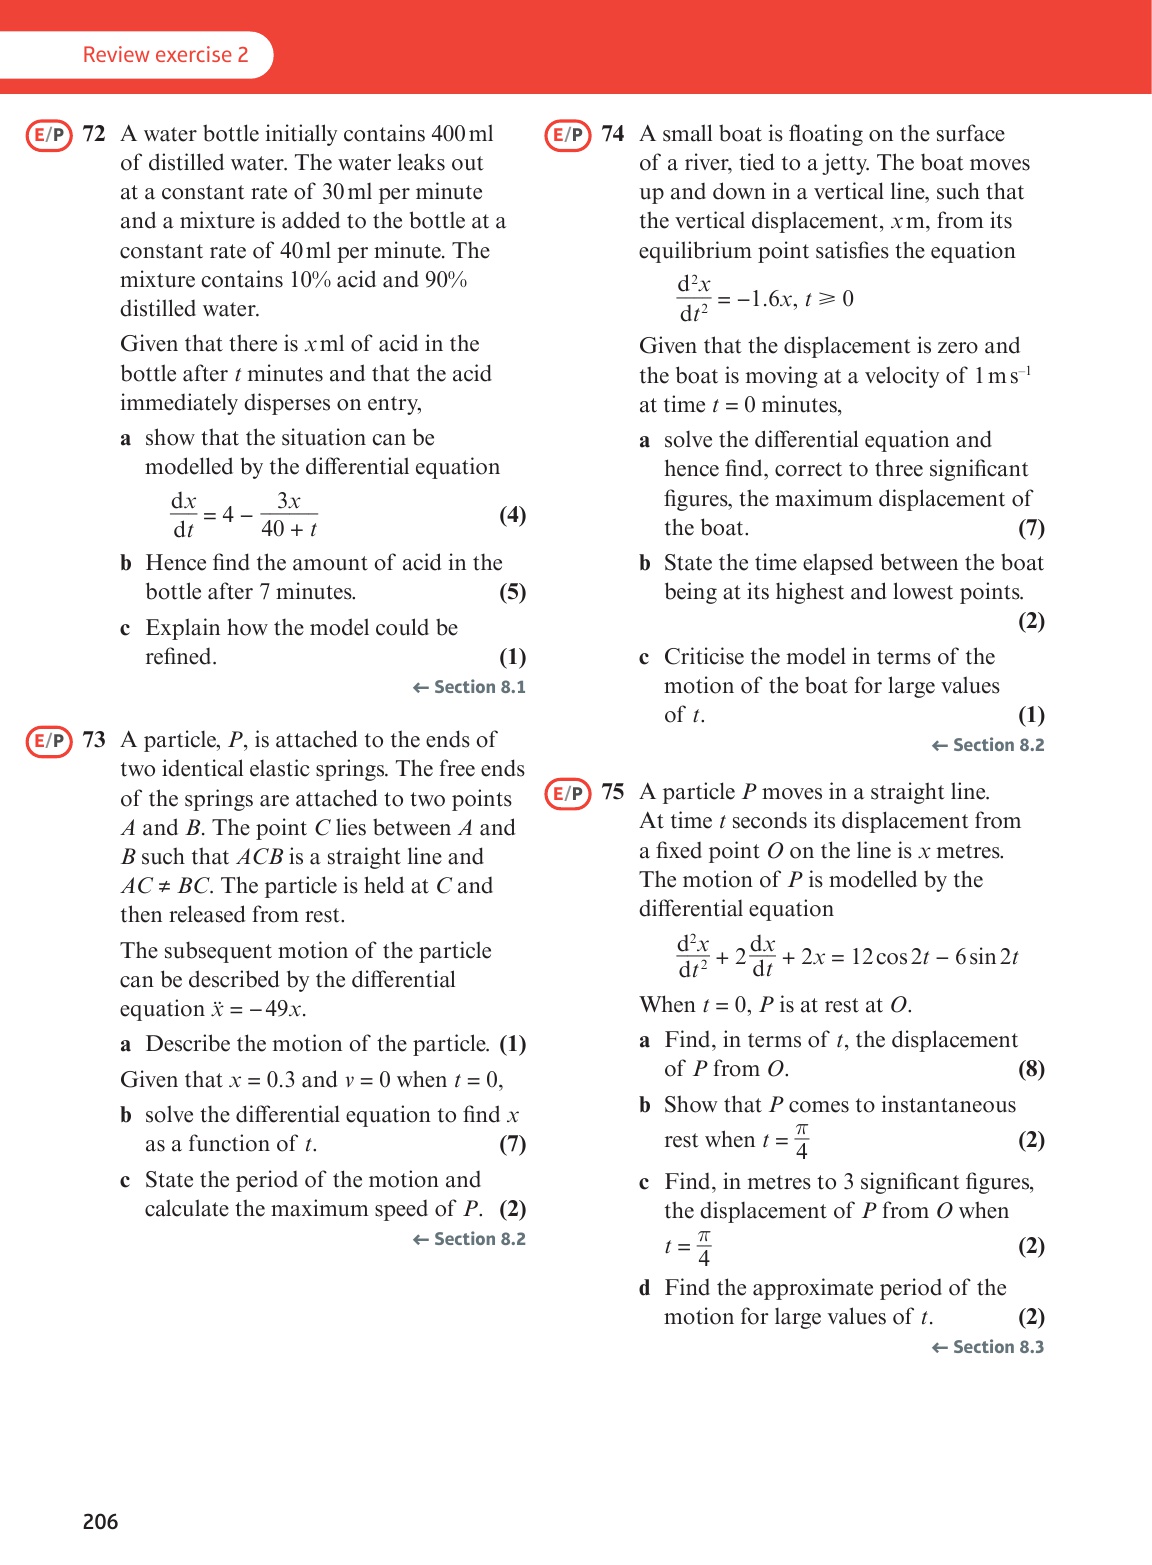 Review exercise 2
E/P 72 A water bottle initially contains 400 ml
of distilled water. The water leaks out
at a constant rate of 30 ml per minute
and a mixture is added to the bottle at a
constant rate of 40 ml per minute. The
mixture contains 10% acid and 90%
distilled water.
Given that there is x ml of acid in the
bottle after t minutes and that the acid
immediately disperses on entry,
a show that the situation can be
modelled by the differential equation
dx/dt = 4 − 3x/(40 + t) (4)
b Hence find the amount of acid in the
bottle after 7 minutes. (5)
c Explain how the model could be
refined. (1)
← Section 8.1
E/P 73 A particle, P, is attached to the ends of
two identical elastic springs. The free ends
of the springs are attached to two points
A and B. The point C lies between A and
B such that ACB is a straight line and
AC ≠ BC. The particle is held at C and
then released from rest.
The subsequent motion of the particle
can be described by the differential
equation ẍ = −49x.
a Describe the motion of the particle. (1)
Given that x = 0.3 and v = 0 when t = 0,
b solve the differential equation to find x
as a function of t. (7)
c State the period of the motion and
calculate the maximum speed of P. (2)
← Section 8.2
E/P 74 A small boat is floating on the surface
of a river, tied to a jetty. The boat moves
up and down in a vertical line, such that
the vertical displacement, x m, from its
equilibrium point satisfies the equation
d²x/dt² = −1.6x, t ⩾ 0
Given that the displacement is zero and
the boat is moving at a velocity of 1 m s⁻¹
at time t = 0 minutes,
a solve the differential equation and
hence find, correct to three significant
figures, the maximum displacement of
the boat. (7)
b State the time elapsed between the boat
being at its highest and lowest points.
(2)
c Criticise the model in terms of the
motion of the boat for large values
of t. (1)
← Section 8.2
E/P 75 A particle P moves in a straight line.
At time t seconds its displacement from
a fixed point O on the line is x metres.
The motion of P is modelled by the
differential equation
d²x/dt² + 2 dx/dt + 2x = 12 cos 2t − 6 sin 2t
When t = 0, P is at rest at O.
a Find, in terms of t, the displacement
of P from O. (8)
b Show that P comes to instantaneous
rest when t = π/4 (2)
c Find, in metres to 3 significant figures,
the displacement of P from O when
t = π/4 (2)
d Find the approximate period of the
motion for large values of t. (2)
← Section 8.3
206